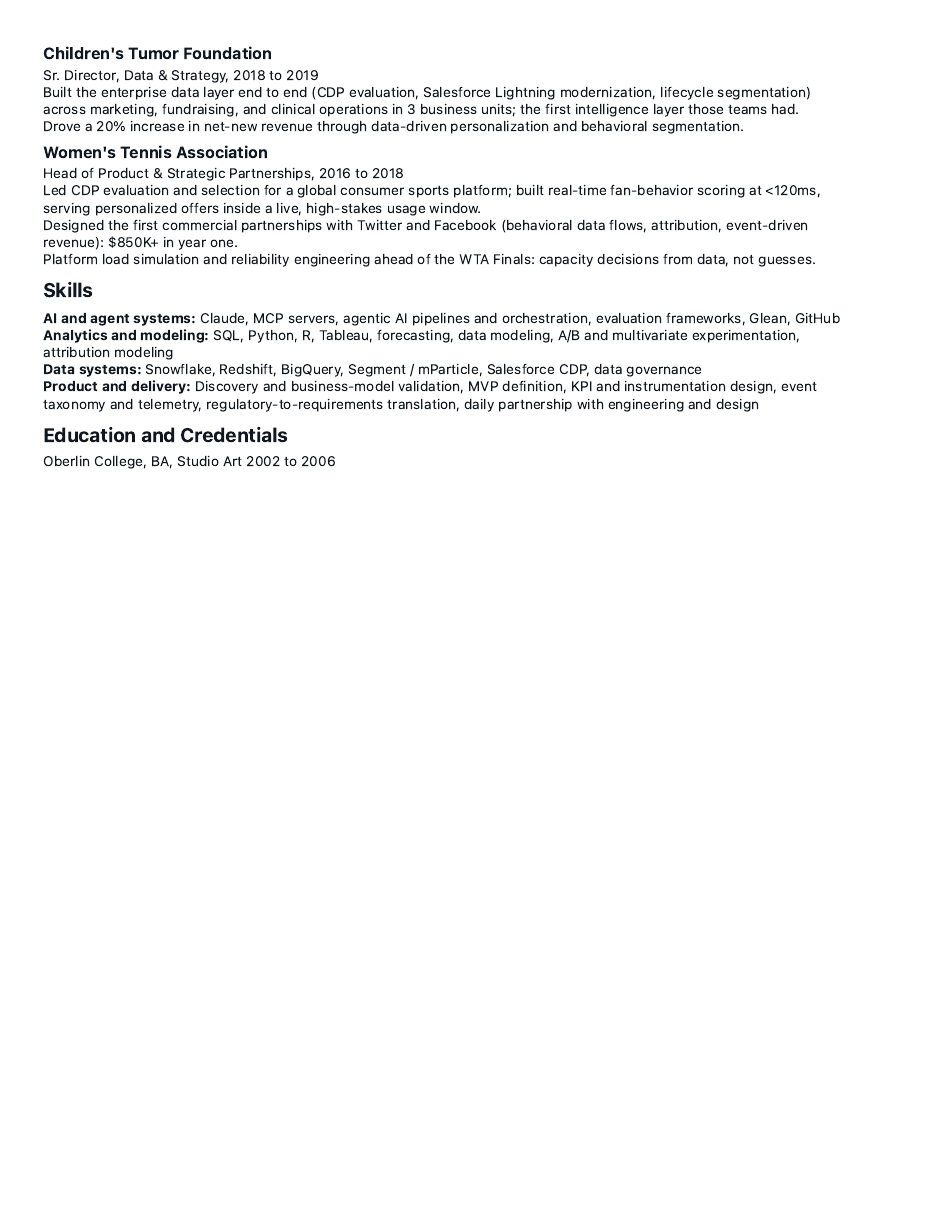 Children's Tumor Foundation
Sr. Director, Data & Strategy, 2018 to 2019
Built the enterprise data layer end to end (CDP evaluation, Salesforce Lightning modernization, lifecycle segmentation)
across marketing, fundraising, and clinical operations in 3 business units; the first intelligence layer those teams had.
Drove a 20% increase in net-new revenue through data-driven personalization and behavioral segmentation.
Women's Tennis Association
Head of Product & Strategic Partnerships, 2016 to 2018
Led CDP evaluation and selection for a global consumer sports platform; built real-time fan-behavior scoring at <120ms,
serving personalized offers inside a live, high-stakes usage window.
Designed the first commercial partnerships with Twitter and Facebook (behavioral data flows, attribution, event-driven
revenue): $850K+ in year one.
Platform load simulation and reliability engineering ahead of the WTA Finals: capacity decisions from data, not guesses.
Skills
AI and agent systems: Claude, MCP servers, agentic AI pipelines and orchestration, evaluation frameworks, Glean, GitHub
Analytics and modeling: SQL, Python, R, Tableau, forecasting, data modeling, A/B and multivariate experimentation,
attribution modeling
Data systems: Snowflake, Redshift, BigQuery, Segment / mParticle, Salesforce CDP, data governance
Product and delivery: Discovery and business-model validation, MVP definition, KPI and instrumentation design, event
taxonomy and telemetry, regulatory-to-requirements translation, daily partnership with engineering and design
Education and Credentials
Oberlin College, BA, Studio Art 2002 to 2006